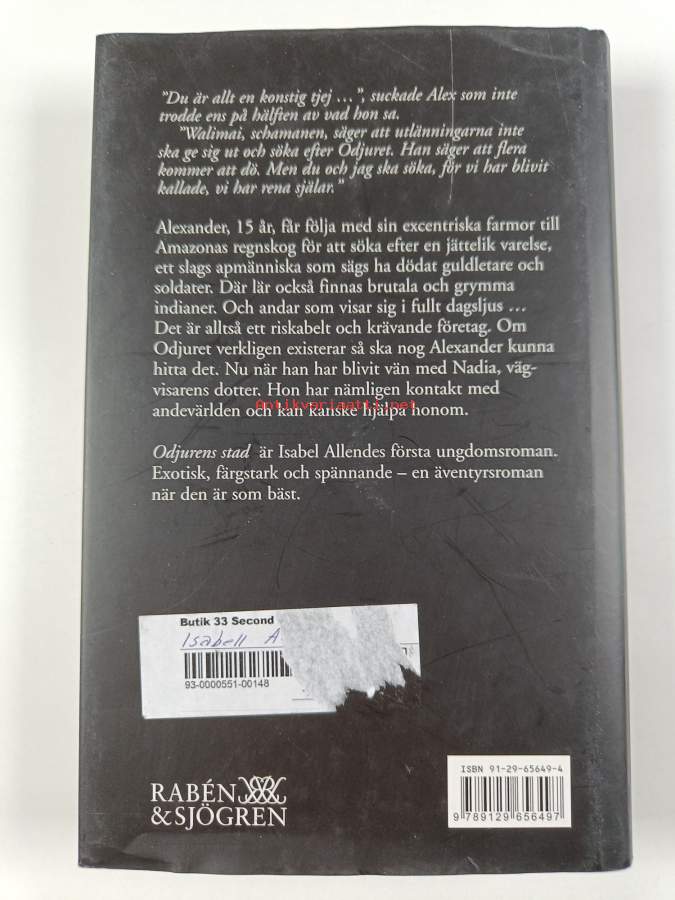 "Du är allt en konstig tjej ...", suckade Alex som inte
trodde ens på hälften av vad hon sa.
"Walimai, schamanen, säger att utlänningarna inte
ska ge sig ut och söka efter Odjuret. Han säger att flera
kommer att dö. Men du och jag ska söka, för vi har blivit
kallade, vi har rena själar."
Alexander, 15 år, får följa med sin excentriska farmor till
Amazonas regnskog för att söka efter en jättelik varelse,
ett slags apmänniska som sägs ha dödat guldletare och
soldater. Där lär också finnas brutala och grymma
indianer. Och andar som visar sig i fullt dagsljus ...
Det är alltså ett riskabelt och krävande företag. Om
Odjuret verkligen existerar så ska nog Alexander kunna
hitta det. Nu när han har blivit vän med Nadia, väg-
visarens dotter. Hon har nämligen kontakt med
andevärlden och kan kanske hjälpa honom.
Antikvariaatti.net
Odjurens stad är Isabel Allendes första ungdomsroman.
Exotisk, färgstark och spännande – en äventyrsroman
när den är som bäst.
Butik 33 Second
Isabell A
93-0000551-00148
RABÉN
&SJÖGREN
ISBN 91-29-65649-4
9 789129 656497